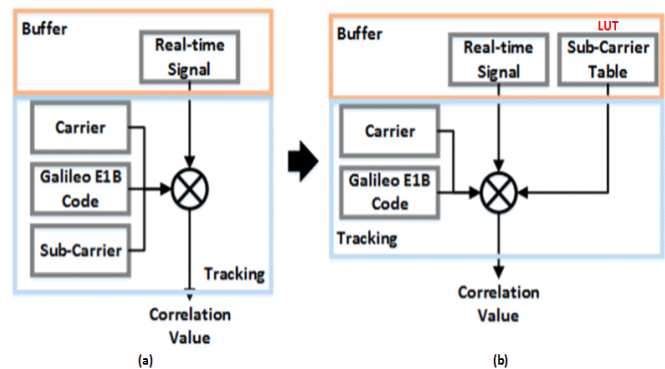 Buffer
Real-time
Signal
Carrier
Galileo E1B
Code
Sub-Carrier
Tracking
Correlation
Value
(a)
LUT
Buffer
Real-time
Signal
Sub-Carrier
Table
Carrier
Galileo E1B
Code
Tracking
Correlation
Value
(b)